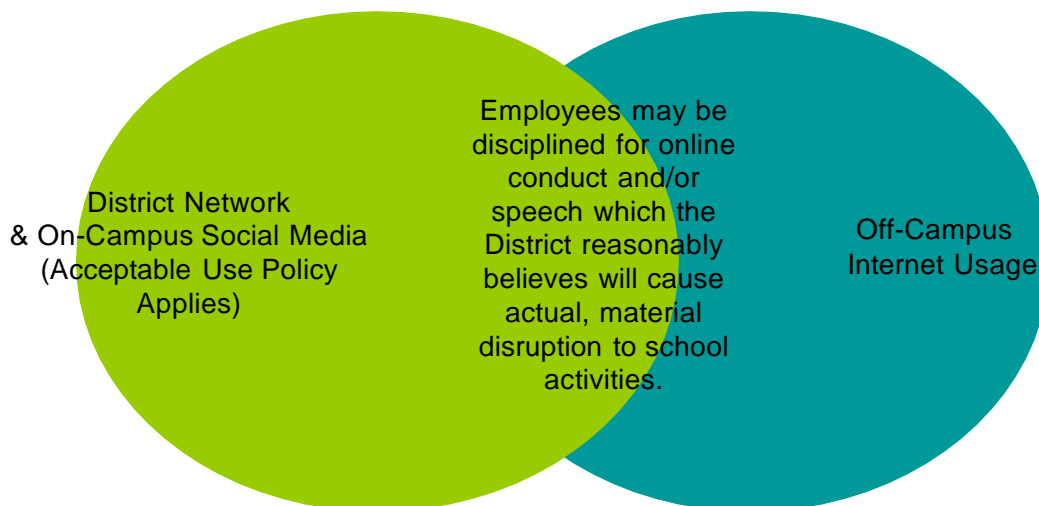 District Network
& On-Campus Social Media
(Acceptable Use Policy
Applies)
Employees may be
disciplined for online
conduct and/or
speech which the
District reasonably
believes will cause
actual, material
disruption to school
activities.
Off-Campus
Internet Usage